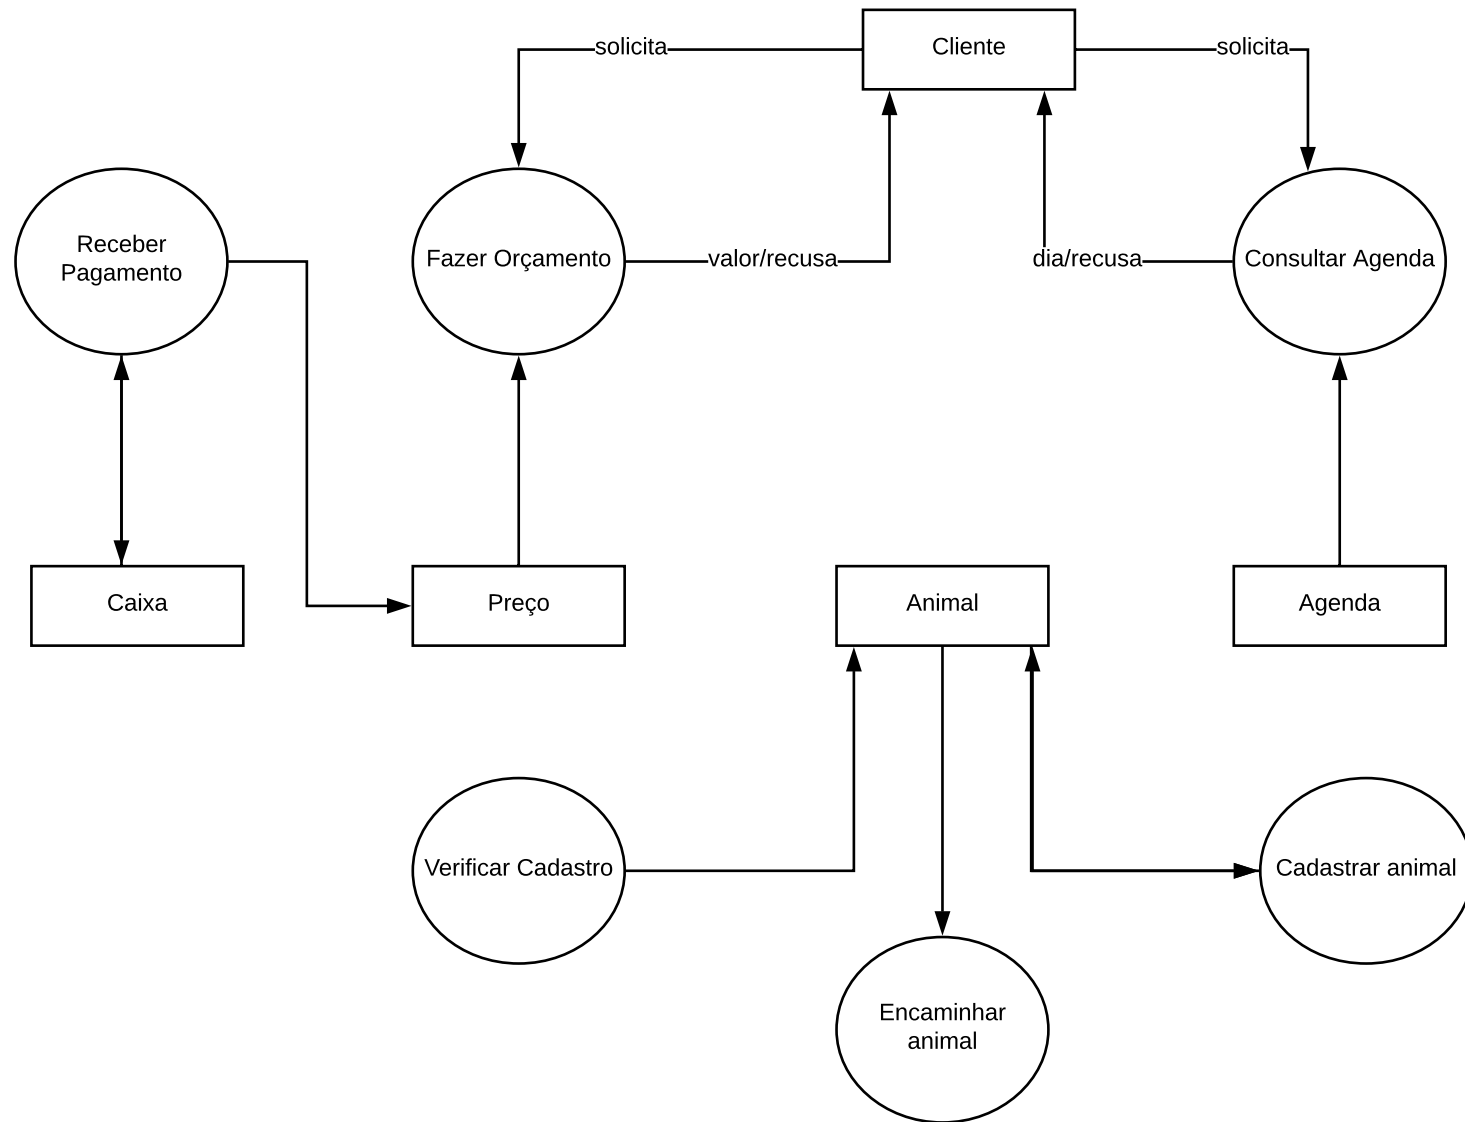 solicita
Cliente
solicita
Receber
Pagamento
Fazer Orçamento
valor/recusa
dia/recusa
Consultar Agenda
Caixa
Preço
Animal
Agenda
Verificar Cadastro
Cadastrar animal
Encaminhar
animal